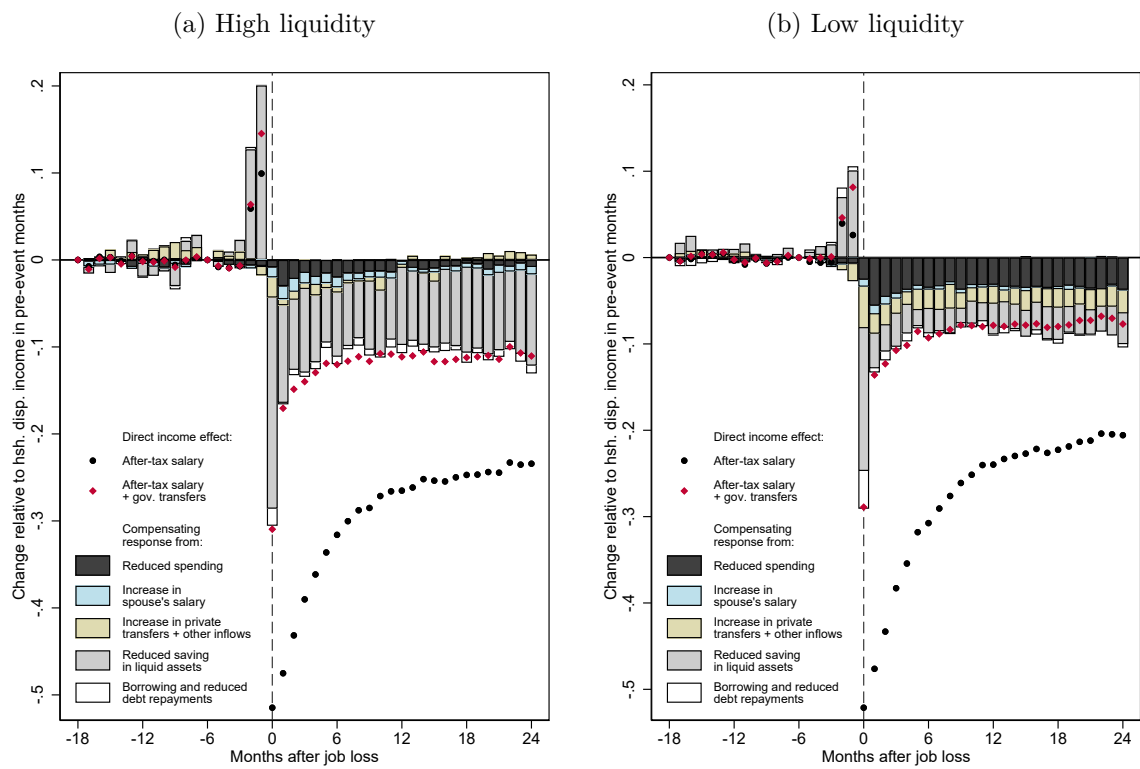 (a) High liquidity
Change relative to hsh. disp. income in pre-event months
.2
.1
0
-.1
-.2
-.3
-.4
-.5
Direct income effect:
After-tax salary
After-tax salary
+ gov. transfers
Compensating
response from:
Reduced spending
Increase in
spouse's salary
Increase in private
transfers + other inflows
Reduced saving
in liquid assets
Borrowing and reduced
debt repayments
-18 -12 -6 0 6 12 18 24
Months after job loss
(b) Low liquidity
Change relative to hsh. disp. income in pre-event months
.2
.1
0
-.1
-.2
-.3
-.4
-.5
Direct income effect:
After-tax salary
After-tax salary
+ gov. transfers
Compensating
response from:
Reduced spending
Increase in
spouse's salary
Increase in private
transfers + other inflows
Reduced saving
in liquid assets
Borrowing and reduced
debt repayments
-18 -12 -6 0 6 12 18 24
Months after job loss